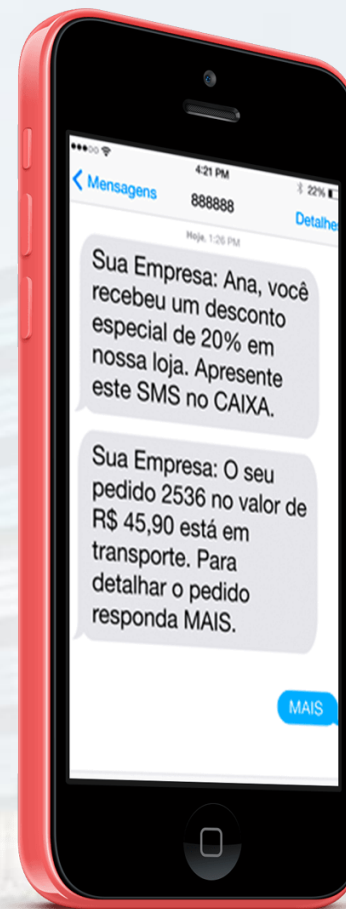 4:21 PM
22%
Mensagens
888888
Detalhe
Hoje, 1:26 PM
Sua Empresa: Ana, você
recebeu um desconto
especial de 20% em
nossa loja. Apresente
este SMS no CAIXA.
Sua Empresa: O seu
pedido 2536 no valor de
R$ 45,90 está em
transporte. Para
detalhar o pedido
responda MAIS.
MAIS